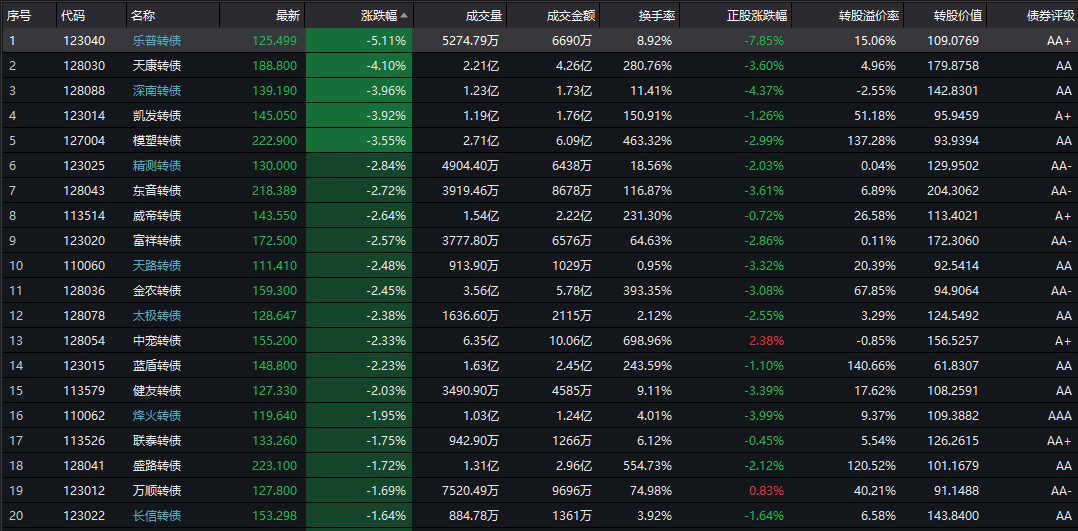 序号 代码 名称 最新 涨跌幅 成交量 成交金额 换手率 正股涨跌幅 转股溢价率 转股价值 债券评级
1 123040 乐普转债 125.499 -5.11% 5274.79万 6690万 8.92% -7.85% 15.06% 109.0769 AA+
2 128030 天康转债 188.800 -4.10% 2.21亿 4.26亿 280.76% -3.60% 4.96% 179.8758 AA
3 128088 深南转债 139.190 -3.96% 1.23亿 1.73亿 11.41% -4.37% -2.55% 142.8301 AA
4 123014 凯发转债 145.050 -3.92% 1.19亿 1.76亿 150.91% -1.26% 51.18% 95.9459 A+
5 127004 模塑转债 222.900 -3.55% 2.71亿 6.09亿 463.32% -2.99% 137.28% 93.9394 AA
6 123025 精测转债 130.000 -2.84% 4904.40万 6438万 18.56% -2.03% 0.04% 129.9502 AA-
7 128043 东音转债 218.389 -2.72% 3919.46万 8678万 116.87% -3.61% 6.89% 204.3062 AA-
8 113514 威帝转债 143.550 -2.64% 1.54亿 2.22亿 231.30% -0.72% 26.58% 113.4021 A+
9 123020 富祥转债 172.500 -2.57% 3777.80万 6576万 64.63% -2.86% 0.11% 172.3060 AA-
10 110060 天路转债 111.410 -2.48% 913.90万 1029万 0.95% -3.32% 20.39% 92.5414 AA
11 128036 金农转债 159.300 -2.45% 3.56亿 5.78亿 393.35% -3.08% 67.85% 94.9064 AA-
12 128078 太极转债 128.647 -2.38% 1636.60万 2115万 2.12% -2.55% 3.29% 124.5492 AA
13 128054 中宠转债 155.200 -2.33% 6.35亿 10.06亿 698.96% 2.38% -0.85% 156.5257 A+
14 123015 蓝盾转债 148.800 -2.23% 1.63亿 2.45亿 243.59% -1.10% 140.66% 61.8307 AA
15 113579 健友转债 127.330 -2.03% 3490.90万 4585万 9.11% -3.39% 17.62% 108.2591 AA
16 110062 烽火转债 119.640 -1.95% 1.03亿 1.24亿 4.01% -3.99% 9.37% 109.3882 AAA
17 113526 联泰转债 133.260 -1.75% 942.90万 1266万 6.12% -0.45% 5.54% 126.2615 AA+
18 128041 盛路转债 223.100 -1.72% 1.31亿 2.96亿 554.73% -2.12% 120.52% 101.1679 AA
19 123012 万顺转债 127.800 -1.69% 7520.49万 9696万 74.98% 0.83% 40.21% 91.1488 AA-
20 123022 长信转债 153.298 -1.64% 884.78万 1361万 3.92% -1.64% 6.58% 143.8400 AA